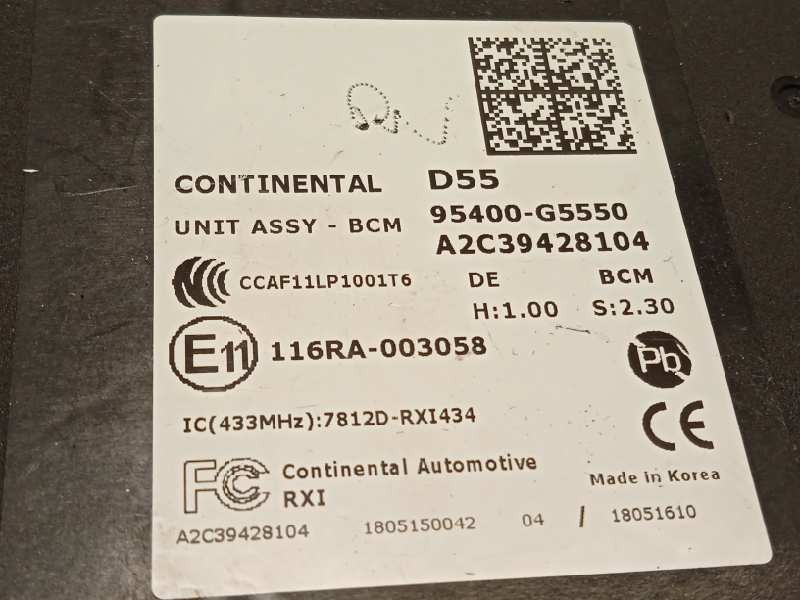 CONTINENTAL D55
UNIT ASSY - BCM 95400-G5550
A2C39428104
CCAF11LP1001T6 DE BCM
H:1.00 S:2.30
E11 116RA-003058 Pb
IC(433MHz):7812D-RXI434
CE
FC Continental Automotive
RXI Made in Korea
A2C39428104 1805150042 04 / 18051610